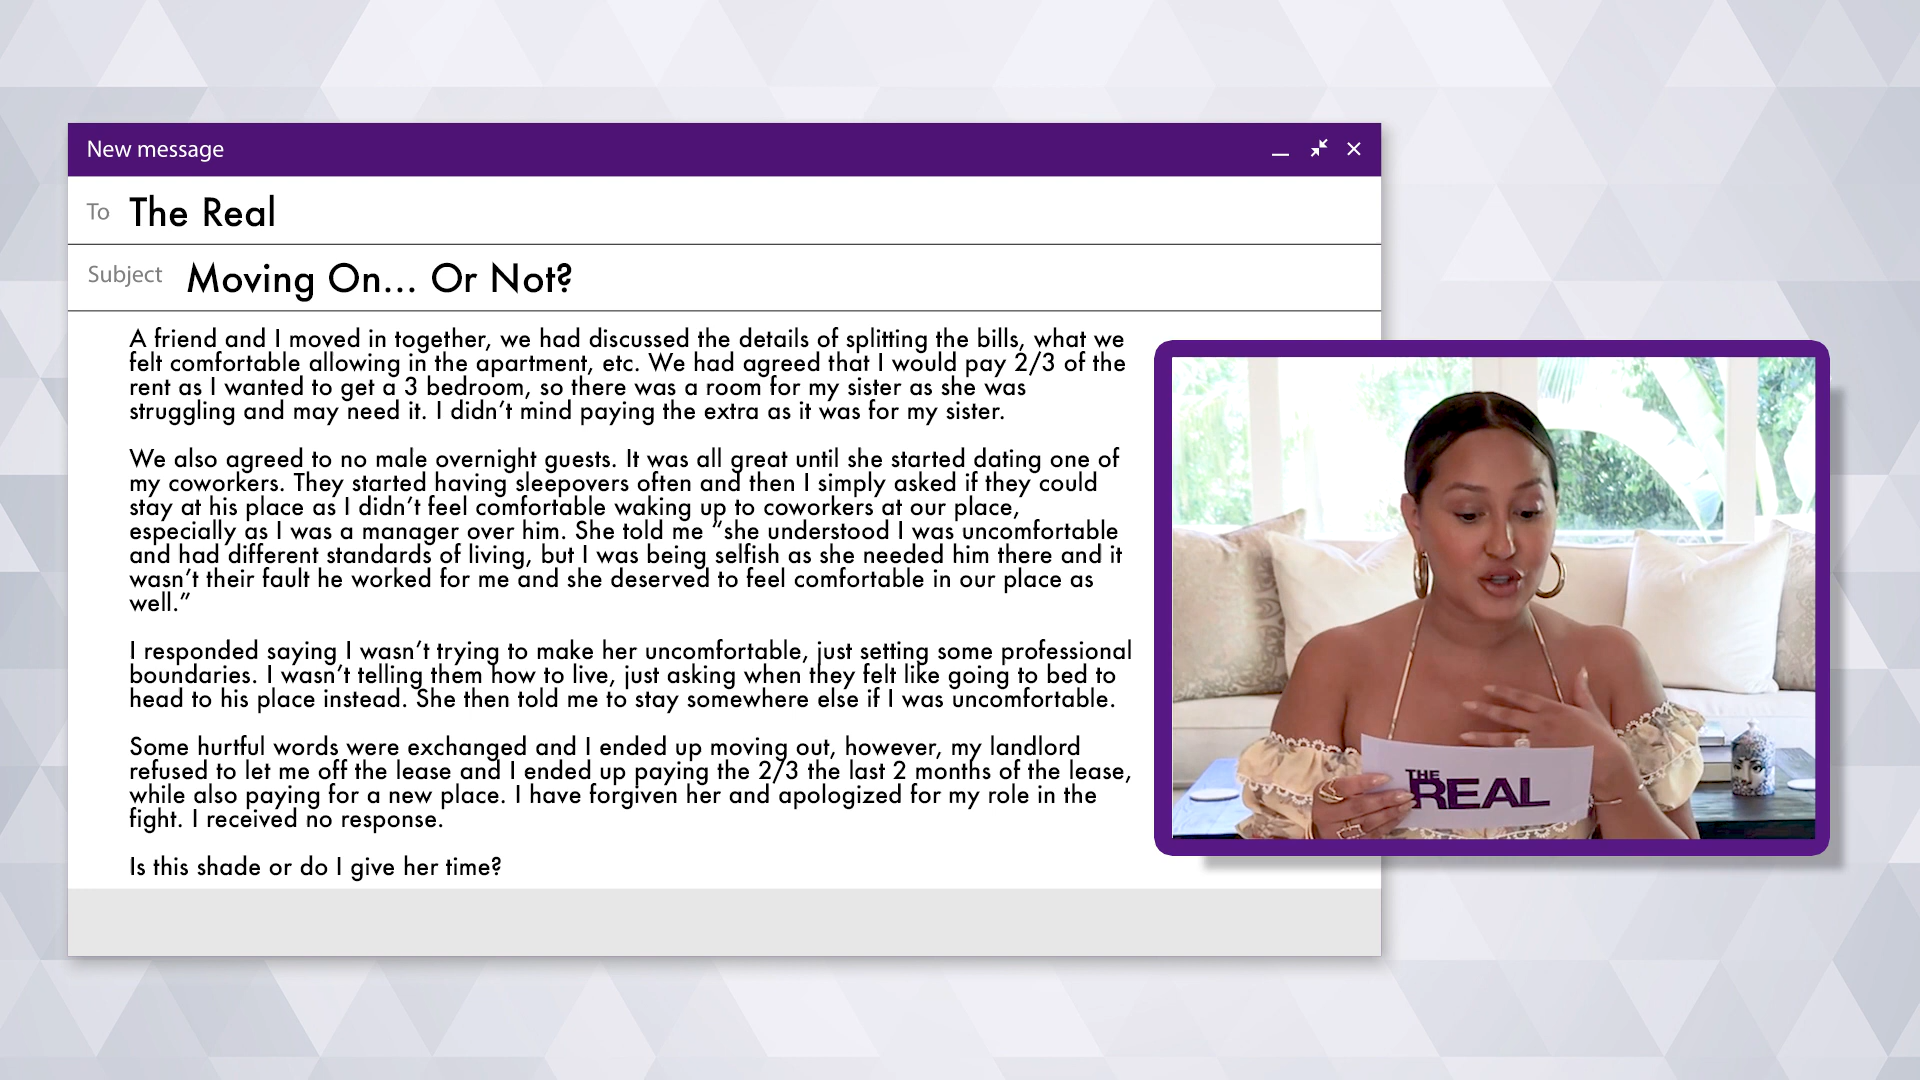 New message
To The Real
Subject Moving On... Or Not?
A friend and I moved in together, we had discussed the details of splitting the bills, what we
felt comfortable allowing in the apartment, etc. We had agreed that I would pay 2/3 of the
rent as I wanted to get a 3 bedroom, so there was a room for my sister as she was
struggling and may need it. I didn’t mind paying the extra as it was for my sister.
We also agreed to no male overnight guests. It was all great until she started dating one of
my coworkers. They started having sleepovers often and then I simply asked if they could
stay at his place as I didn’t feel comfortable waking up to coworkers at our place,
especially as I was a manager over him. She told me “she understood I was uncomfortable
and had different standards of living, but I was being selfish as she needed him there and it
wasn’t their fault he worked for me and she deserved to feel comfortable in our place as
well.”
I responded saying I wasn’t trying to make her uncomfortable, just setting some professional
boundaries. I wasn’t telling them how to live, just asking when they felt like going to bed to
head to his place instead. She then told me to stay somewhere else if I was uncomfortable.
Some hurtful words were exchanged and I ended up moving out, however, my landlord
refused to let me off the lease and I ended up paying the 2/3 the last 2 months of the lease,
while also paying for a new place. I have forgiven her and apologized for my role in the
fight. I received no response.
Is this shade or do I give her time?
THE
REAL